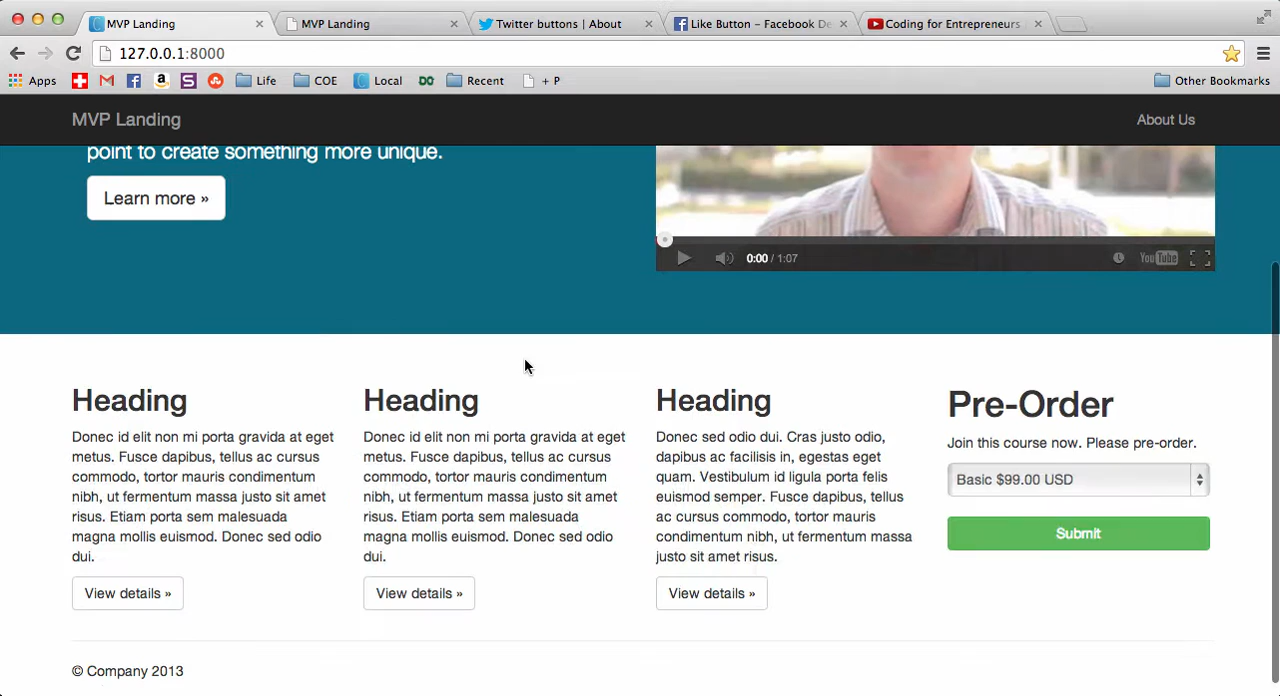 MVP Landing
MVP Landing
Twitter buttons | About
Like Button – Facebook De
Coding for Entrepreneurs
127.0.0.1:8000
Apps
Life
COE
Local
Recent
+ P
Other Bookmarks
MVP Landing
About Us
point to create something more unique.
Learn more »
0:00 / 1:07
YouTube
Heading
Donec id elit non mi porta gravida at eget
metus. Fusce dapibus, tellus ac cursus
commodo, tortor mauris condimentum
nibh, ut fermentum massa justo sit amet
risus. Etiam porta sem malesuada
magna mollis euismod. Donec sed odio
dui.
View details »
Heading
Donec id elit non mi porta gravida at eget
metus. Fusce dapibus, tellus ac cursus
commodo, tortor mauris condimentum
nibh, ut fermentum massa justo sit amet
risus. Etiam porta sem malesuada
magna mollis euismod. Donec sed odio
dui.
View details »
Heading
Donec sed odio dui. Cras justo odio,
dapibus ac facilisis in, egestas eget
quam. Vestibulum id ligula porta felis
euismod semper. Fusce dapibus, tellus
ac cursus commodo, tortor mauris
condimentum nibh, ut fermentum massa
justo sit amet risus.
View details »
Pre-Order
Join this course now. Please pre-order.
Basic $99.00 USD
Submit
© Company 2013